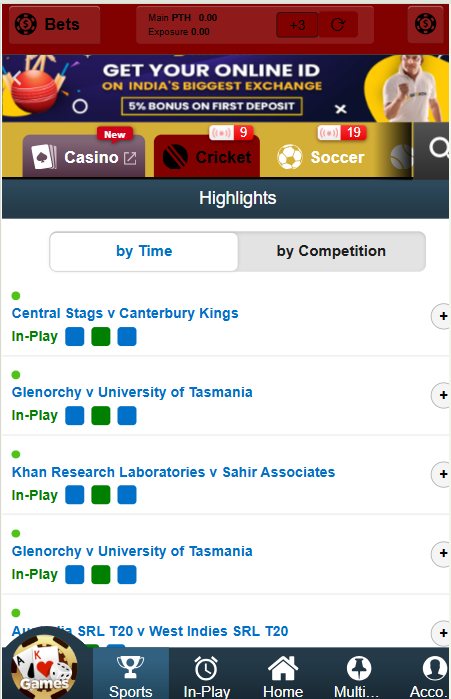 Bets
Main PTH 0.00
Exposure 0.00
+3
GET YOUR ONLINE ID
ON INDIA'S BIGGEST EXCHANGE
5% BONUS ON FIRST DEPOSIT
New
9
19
Casino
Cricket
Soccer
Highlights
by Time
by Competition
Central Stags v Canterbury Kings
+
In-Play
Glenorchy v University of Tasmania
+
In-Play
Khan Research Laboratories v Sahir Associates
+
In-Play
Glenorchy v University of Tasmania
+
In-Play
SRL T20 v West Indies SRL T20
+
A
K
Games
Sports
In-Play
Home
Multi...
Acco.